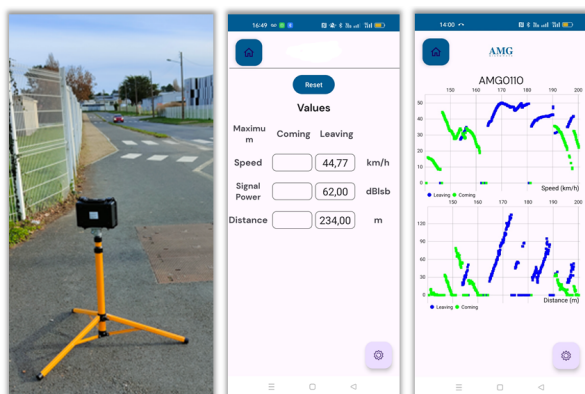 16:49
Reset
Values
Maximu
m
Coming Leaving
Speed 44,77 km/h
Signal
Power
62,00 dBlsb
Distance 234,00 m
14:00
AMG
AMG0110
150 160 170 180 190 200
50
40
30
20
10
0
Speed (km/h)
Leaving Coming
150 160 170 180 190 200
120
90
60
30
0
Distance (m)
Leaving Coming